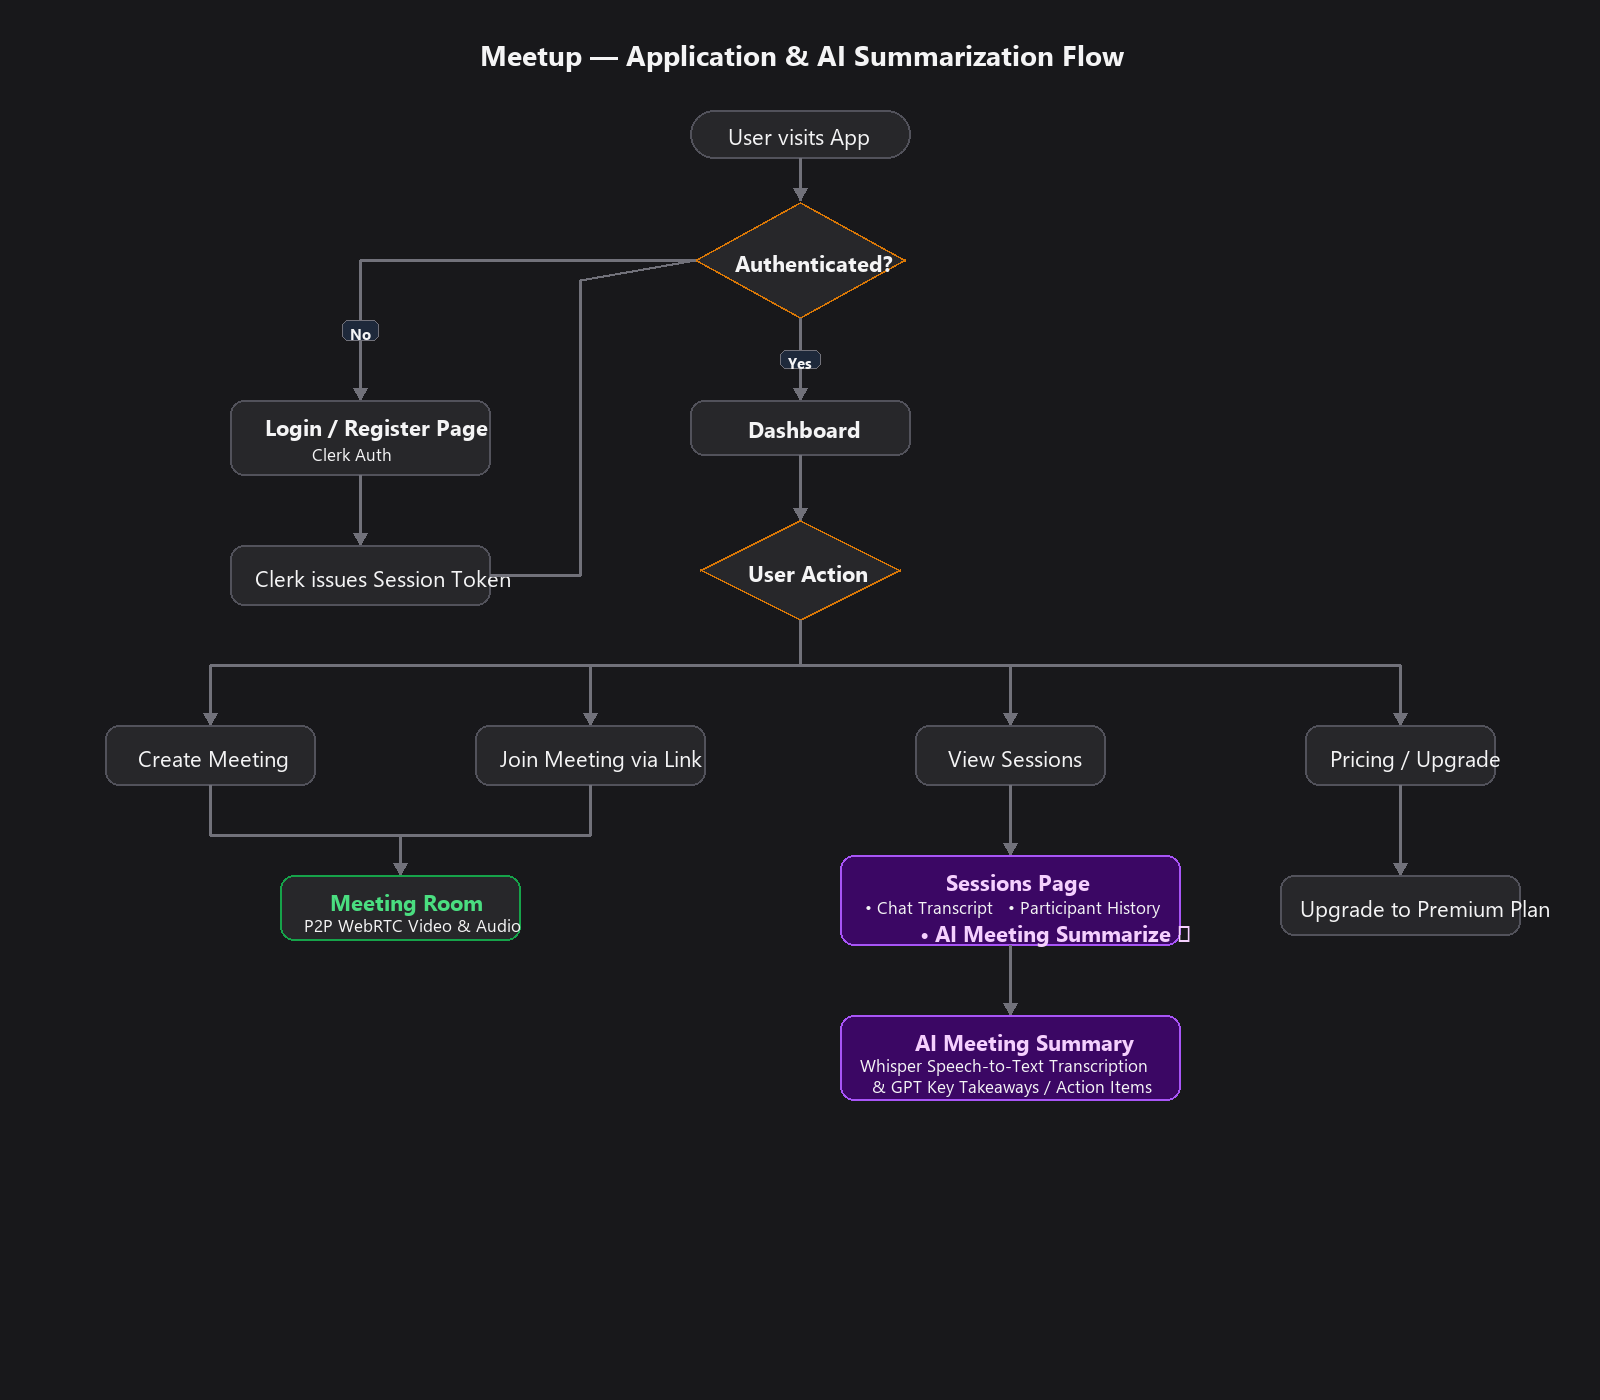 Meetup — Application & AI Summarization Flow
User visits App
Authenticated?
No
Yes
Login / Register Page
Clerk Auth
Dashboard
Clerk issues Session Token
User Action
Create Meeting
Join Meeting via Link
View Sessions
Pricing / Upgrade
Meeting Room
P2P WebRTC Video & Audio
Sessions Page
• Chat Transcript • Participant History
• AI Meeting Summarize
Upgrade to Premium Plan
AI Meeting Summary
Whisper Speech-to-Text Transcription
& GPT Key Takeaways / Action Items